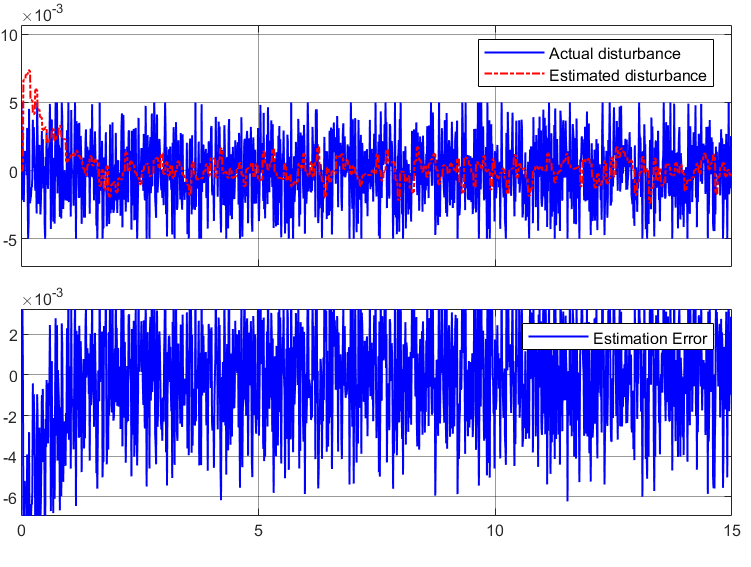 ×10⁻³
10
Actual disturbance
Estimated disturbance
5
0
-5
×10⁻³
2
Estimation Error
0
-2
-4
-6
0 5 10 15